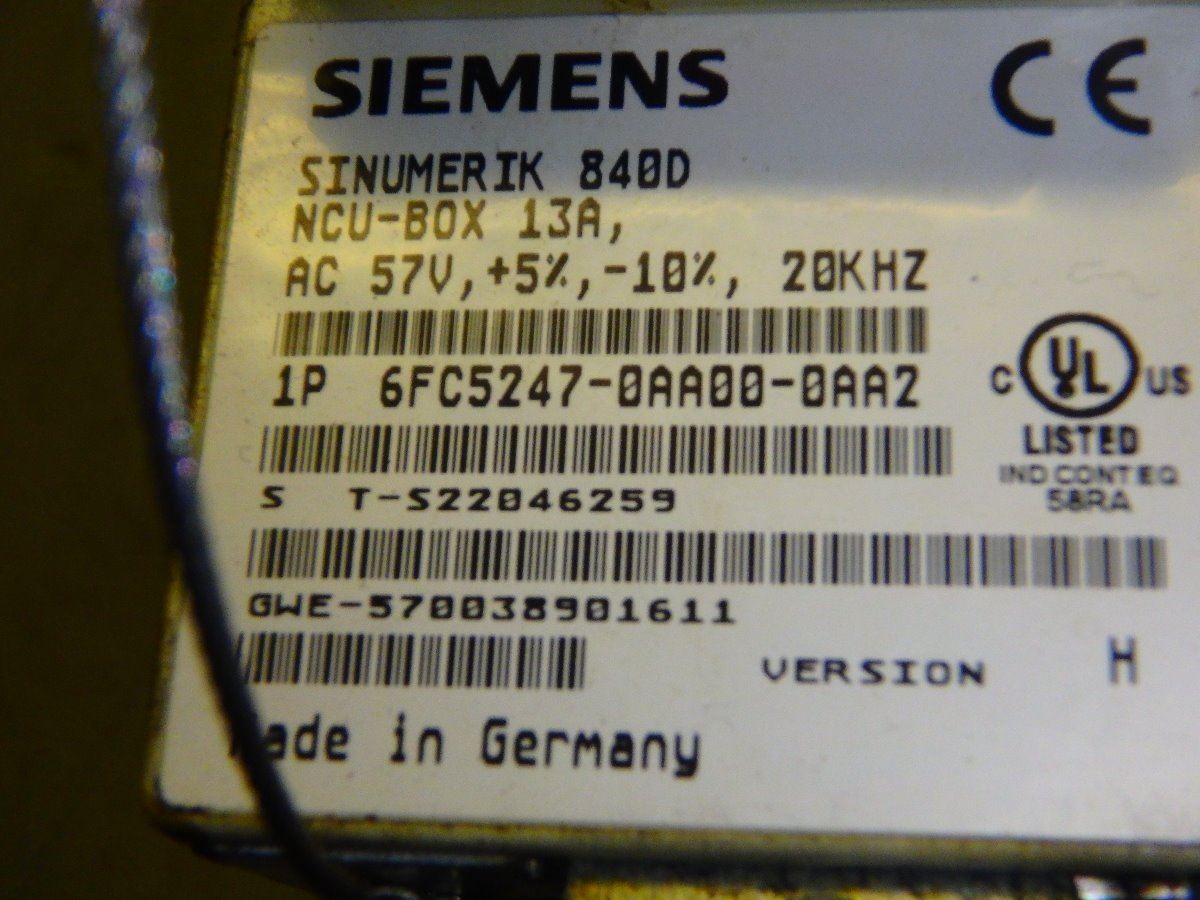 SIEMENS
CE
SINUMERIK 840D
NCU-BOX 13A,
AC 57V,+5%,-10%, 20KHZ
1P 6FC5247-0AA00-0AA2
C UL US
LISTED
IND.CONT.EQ
58RA
S T-S22046259
GWE-570038901611
VERSION H
Made in Germany